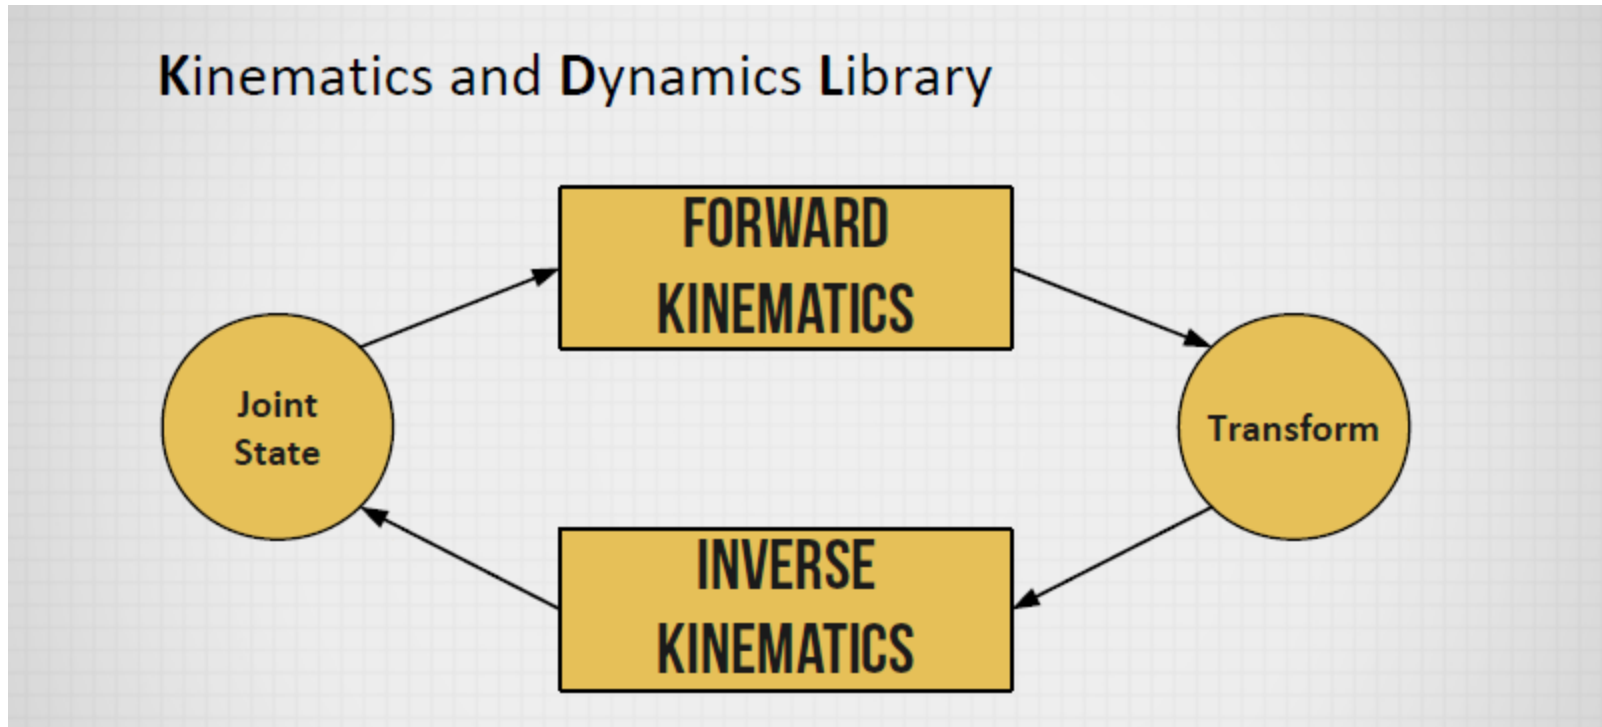 Kinematics and Dynamics Library
FORWARD
KINEMATICS
Joint
State
Transform
INVERSE
KINEMATICS